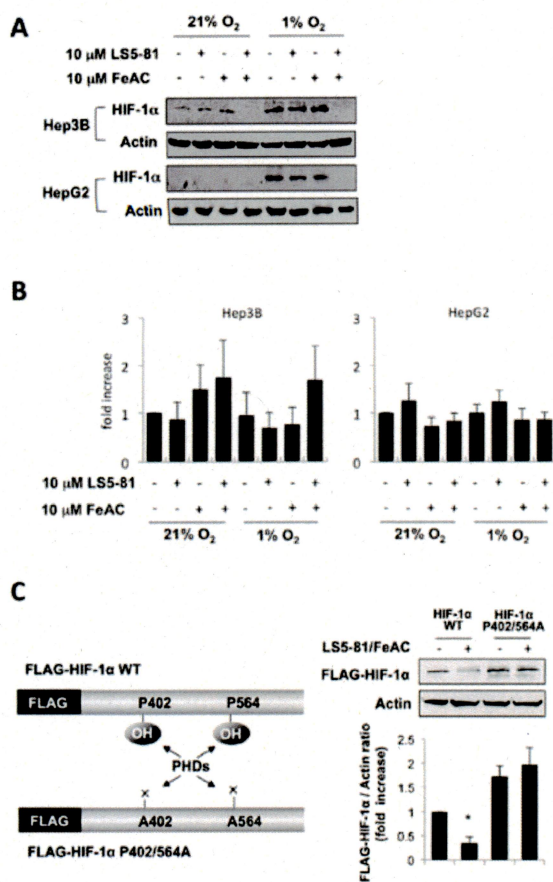 A
21% O₂ 1% O₂
10 μM LS5-81 - + - + - + - +
10 μM FeAC - - + + - - + +
Hep3B
HIF-1α
Actin
HepG2
HIF-1α
Actin
B
Hep3B
fold increase
3
2
1
0
HepG2
3
2
1
0
10 μM LS5-81 - + - + - + - + - + - + - + - +
10 μM FeAC - - + + - - + + - - + + - - + +
21% O₂ 1% O₂ 21% O₂ 1% O₂
C
FLAG-HIF-1α WT
FLAG P402 P564
OH OH
PHDs
× ×
FLAG A402 A564
FLAG-HIF-1α P402/564A
HIF-1α WT
HIF-1α P402/564A
LS5-81/FeAC - + - +
FLAG-HIF-1α
Actin
FLAG-HIF-1α / Actin ratio
(fold increase)
2.5
2
1.5
1
0.5
0
*